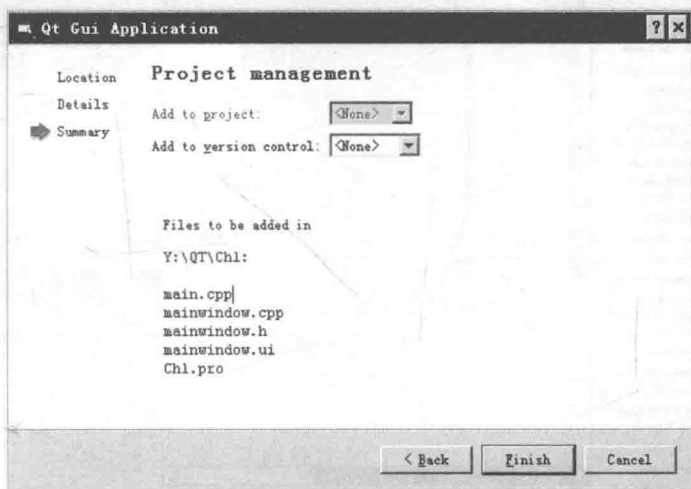 Qt Gui Application
Location
Details
Summary
Project management
Add to project: <None>
Add to version control: <None>
Files to be added in
Y:\QT\Ch1:
main.cpp
mainwindow.cpp
mainwindow.h
mainwindow.ui
Ch1.pro
< Back
Finish
Cancel